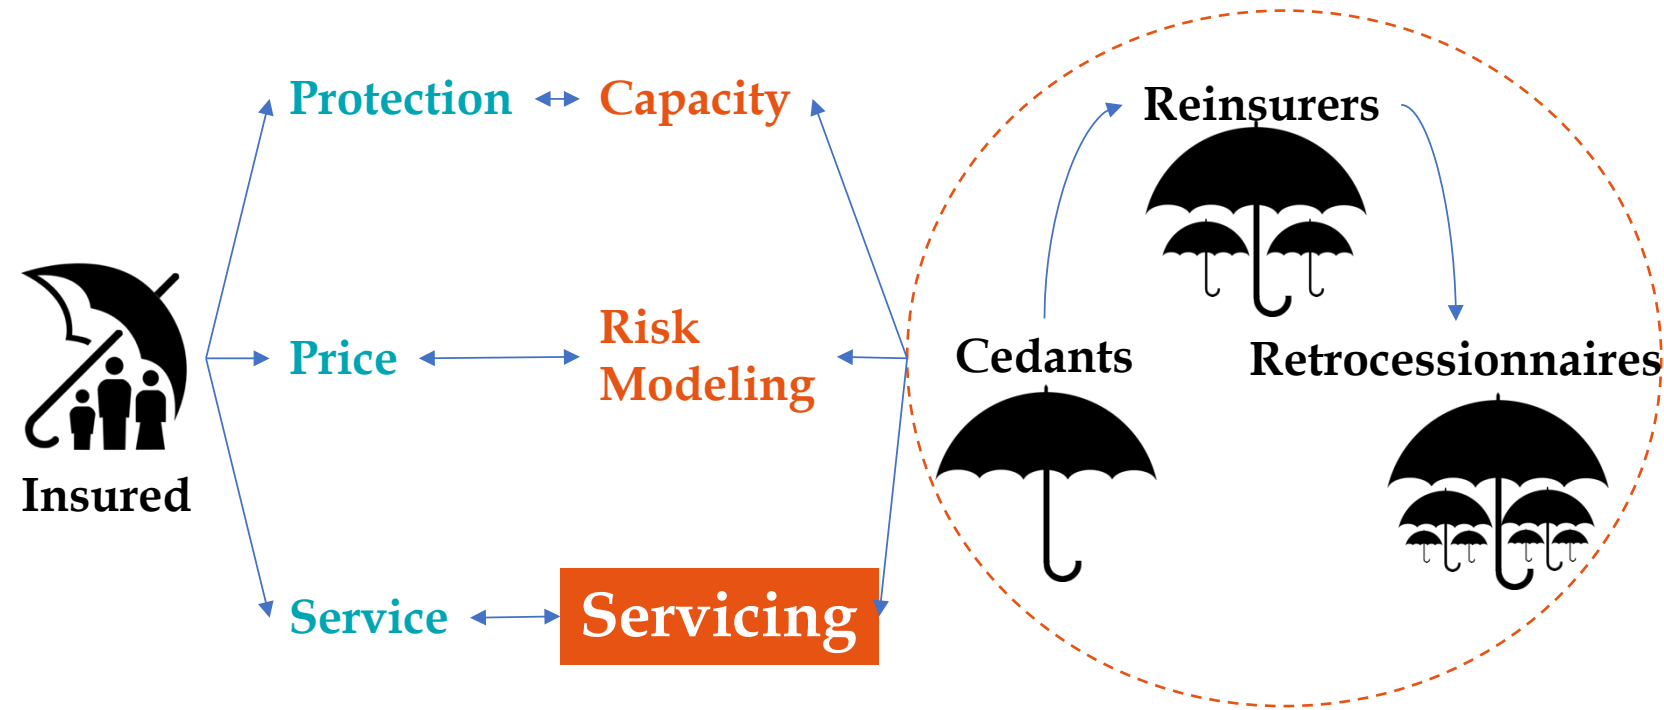 Protection
Capacity
Reinsurers
Price
Risk
Modeling
Cedants
Retrocessionnaires
Insured
Service
Servicing